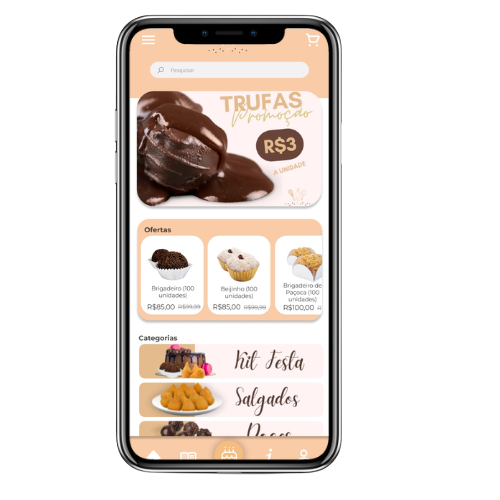 Pesquisar
TRUFAS
Promoção
R$3
A UNIDADE
Ofertas
Brigadeiro (100
unidades)
R$85,00 R$99,99
Beijinho (100
unidades)
R$85,00 R$99,99
Brigadeiro de
Paçoca (100
unidades)
R$100,00
Categorias
Kit Festa
Salgados
Doces